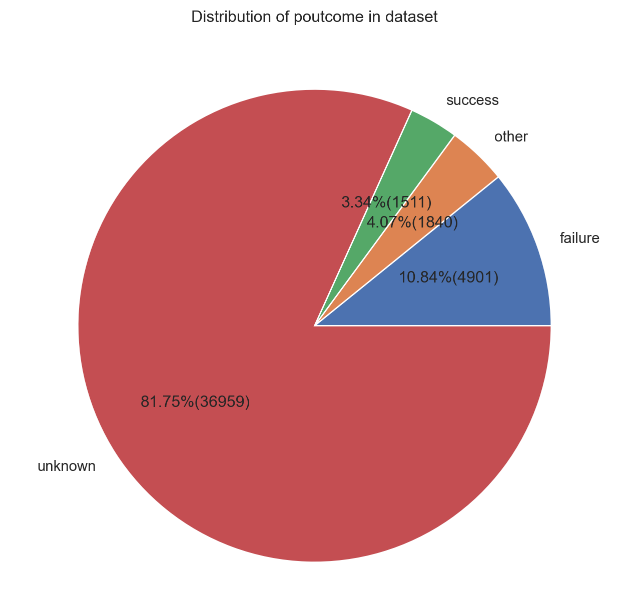 Distribution of poutcome in dataset
success
other
3.34%(1511)
4.07%(1840)
failure
10.84%(4901)
81.75%(36959)
unknown